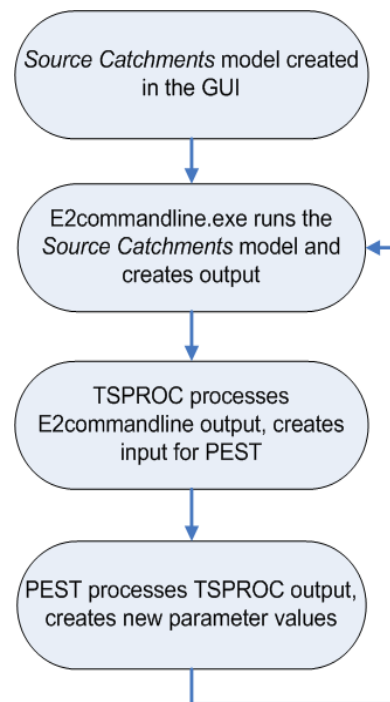 Source Catchments model created
in the GUI
E2commandline.exe runs the
Source Catchments model and
creates output
TSPROC processes
E2commandline output, creates
input for PEST
PEST processes TSPROC output,
creates new parameter values